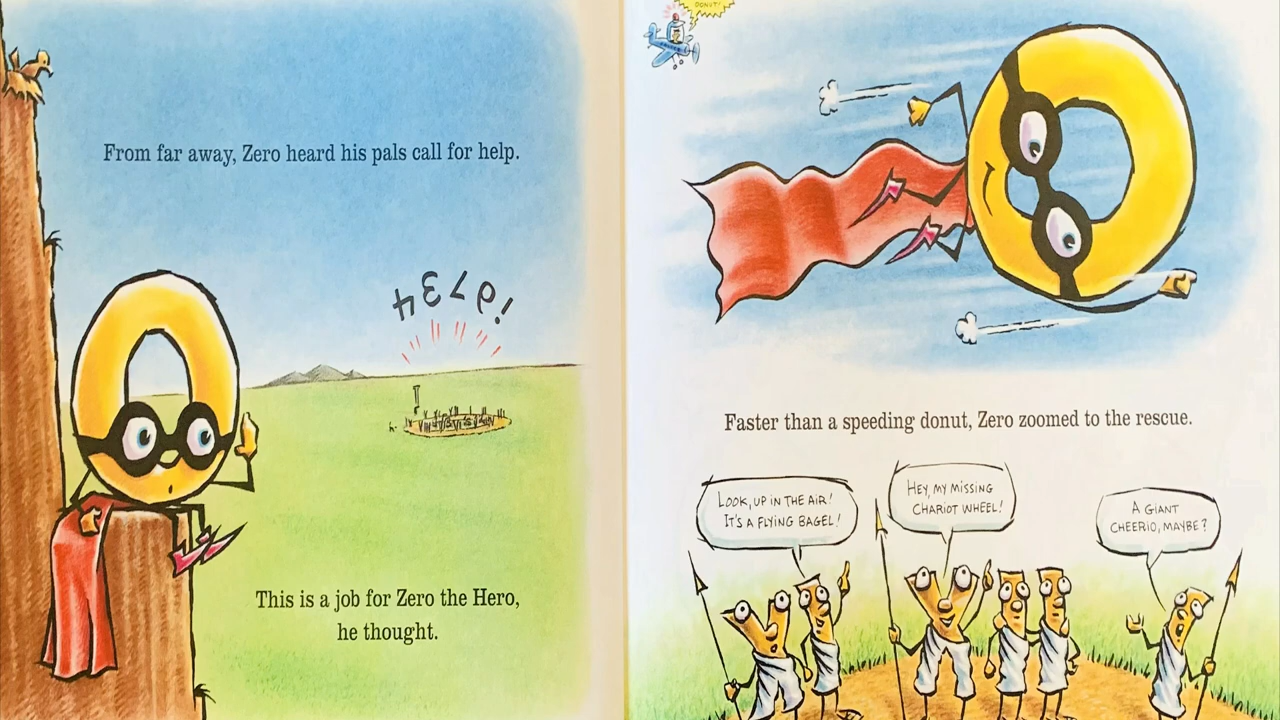 From far away, Zero heard his pals call for help.
This is a job for Zero the Hero,
he thought.
DONUT!
Faster than a speeding donut, Zero zoomed to the rescue.
LOOK, UP IN THE AIR!
IT'S A FLYING BAGEL!
HEY, MY MISSING
CHARIOT WHEEL!
A GIANT
CHEERIO, MAYBE?